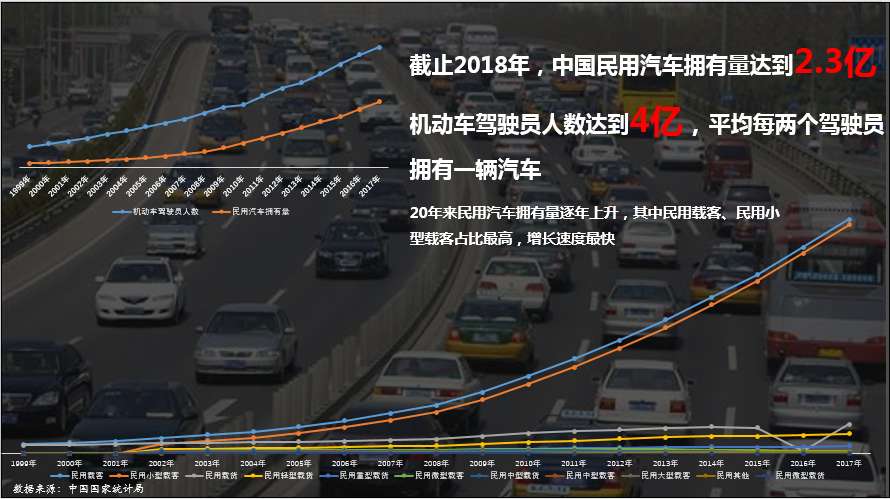 截止2018年，中国民用汽车拥有量达到2.3亿
机动车驾驶员人数达到4亿，平均每两个驾驶员
拥有一辆汽车
20年来民用汽车拥有量逐年上升，其中民用载客、民用小
型载客占比最高，增长速度最快
1999年 2000年 2001年 2002年 2003年 2004年 2005年 2006年 2007年 2008年 2009年 2010年 2011年 2012年 2013年 2014年 2015年 2016年 2017年
机动车驾驶员人数 民用汽车拥有量
1999年 2000年 2001年 2002年 2003年 2004年 2005年 2006年 2007年 2008年 2009年 2010年 2011年 2012年 2013年 2014年 2015年 2016年 2017年
民用载客 民用小型载客 民用载货 民用轻型载货 民用重型载货 民用微型载客 民用中型载货 民用中型载客 民用大型载客 民用其他 民用微型载货
数据来源：中国国家统计局